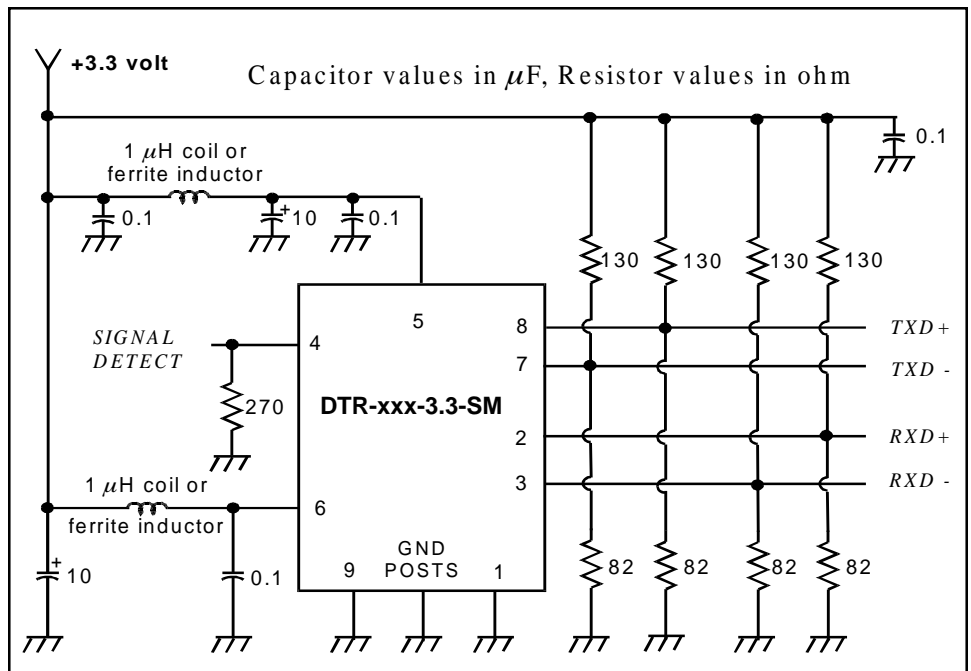 +3.3 volt
Capacitor values in μF, Resistor values in ohm
0.1
1 μH coil or
ferrite inductor
0.1
+
10
0.1
130
130
130
130
5
SIGNAL
DETECT
4
8
TXD+
7
TXD -
270
DTR-xxx-3.3-SM
2
RXD+
3
RXD -
1 μH coil or
ferrite inductor
6
+
10
0.1
GND
POSTS
9
1
82
82
82
82